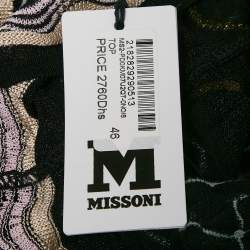 2182829290513
TOP
PRICE 2760Dhs
46
M
MISSONI